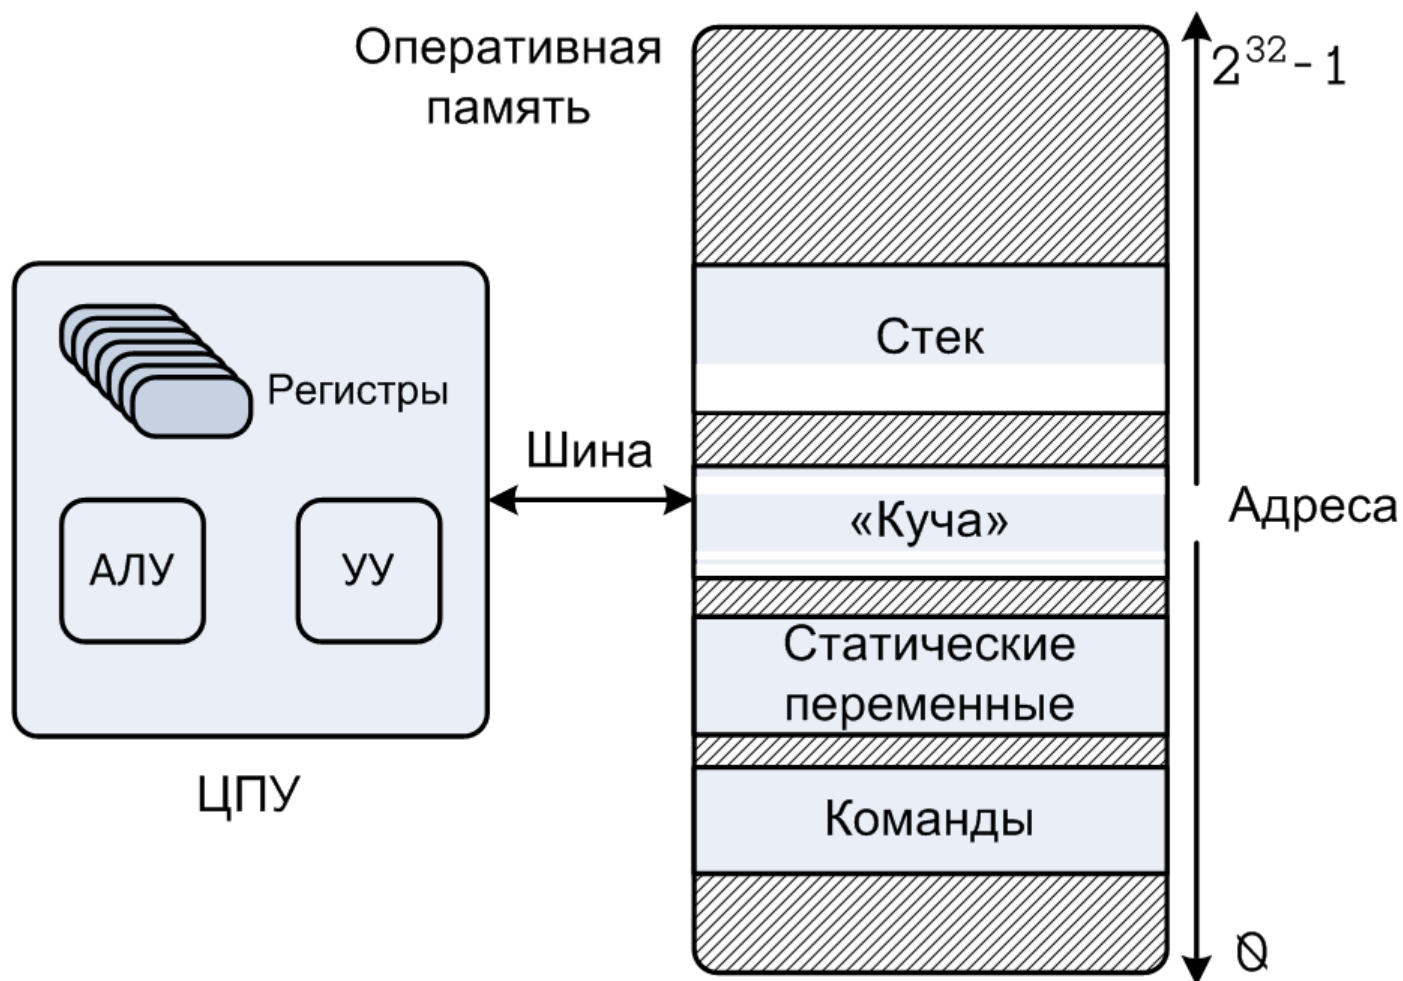 Оперативная
память
2³²-1
Стек
Регистры
Шина
«Куча»
Адреса
АЛУ
УУ
Статические
переменные
ЦПУ
Команды
0